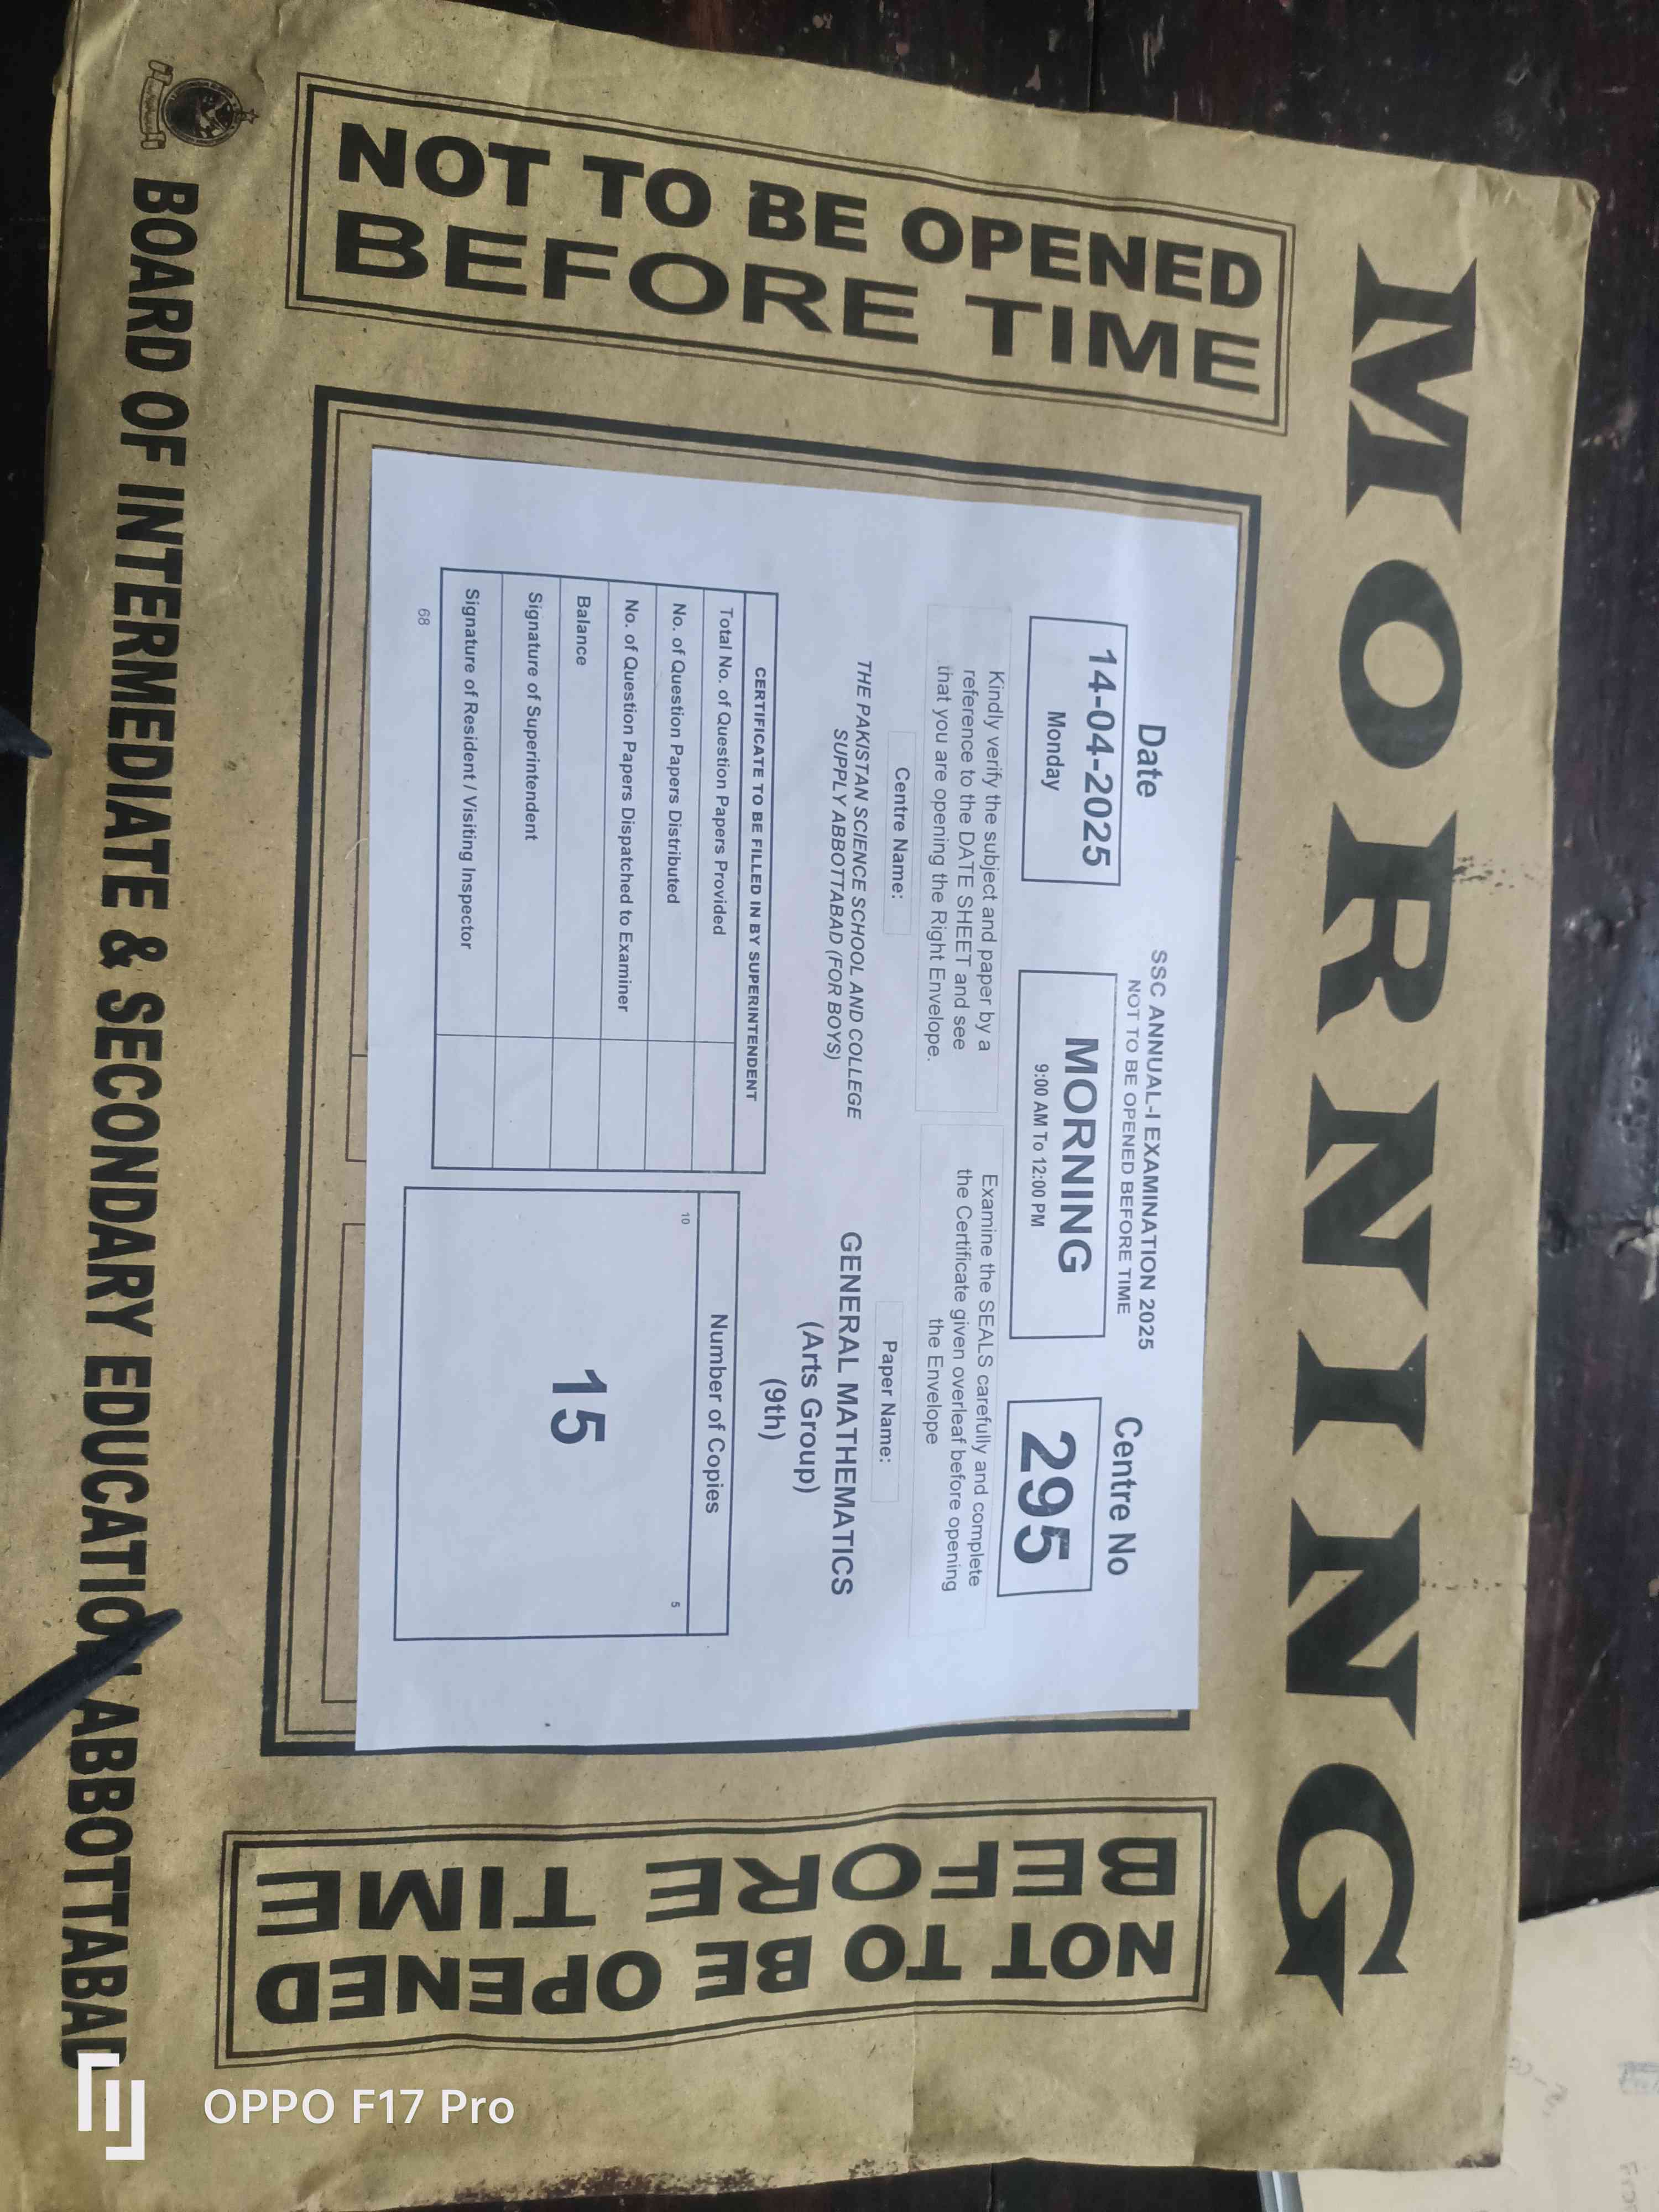 MORNING
NOT TO BE OPENED
BEFORE TIME
Date
14-04-2025
Monday
SSC ANNUAL-I EXAMINATION 2025
NOT TO BE OPENED BEFORE TIME
MORNING
9:00 AM To 12:00 PM
Centre No
295
Kindly verify the subject and paper by a
reference to the DATE SHEET and see
that you are opening the Right Envelope.
Examine the SEALS carefully and complete
the Certificate given overleaf before opening
the Envelope
Centre Name:
THE PAKISTAN SCIENCE SCHOOL AND COLLEGE
SUPPLY ABBOTTABAD (FOR BOYS)
Paper Name:
GENERAL MATHEMATICS
(Arts Group)
(9th)
CERTIFICATE TO BE FILLED IN BY SUPERINTENDENT
Total No. of Question Papers Provided
No. of Question Papers Distributed
No. of Question Papers Dispatched to Examiner
Balance
Signature of Superintendent
Signature of Resident / Visiting Inspector
68
Number of Copies
10
5
15
NOT TO BE OPENED
BEFORE TIME
BOARD OF INTERMEDIATE & SECONDARY EDUCATION ABBOTTABAD
OPPO F17 Pro